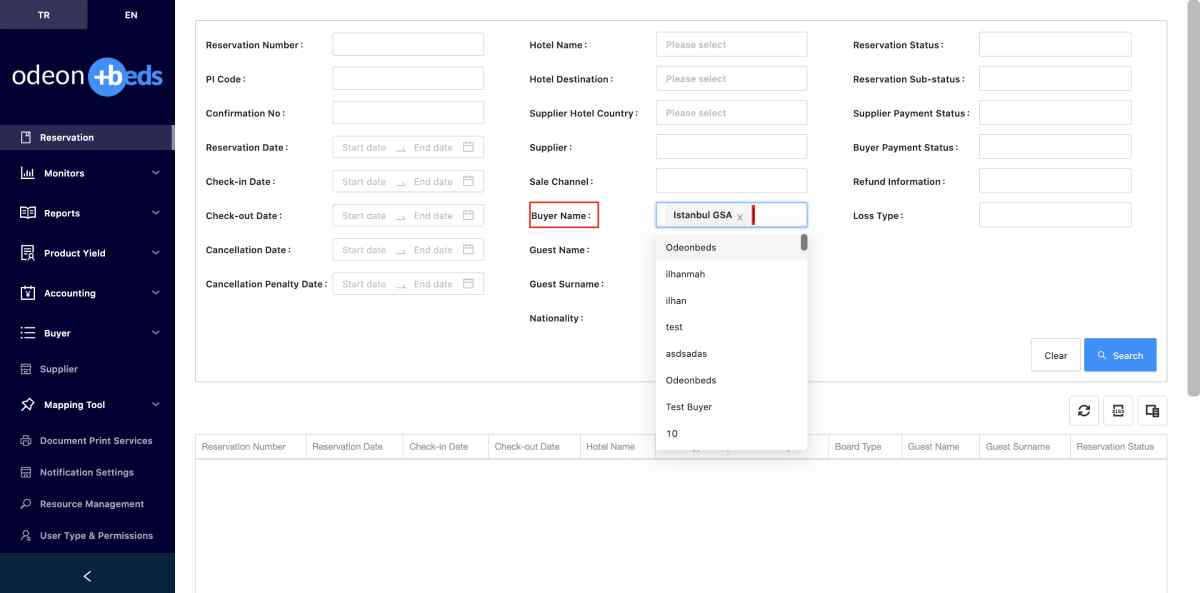 TR
EN
odeon +beds
Reservation
Monitors
Reports
Product Yield
Accounting
Buyer
Supplier
Mapping Tool
Document Print Services
Notification Settings
Resource Management
User Type & Permissions
Reservation Number :
PI Code :
Confirmation No :
Reservation Date :
Start date
End date
Check-in Date :
Start date
End date
Check-out Date :
Start date
End date
Cancellation Date :
Start date
End date
Cancellation Penalty Date :
Start date
End date
Hotel Name :
Please select
Hotel Destination :
Please select
Supplier Hotel Country :
Please select
Supplier :
Sale Channel :
Buyer Name :
Istanbul GSA x
Guest Name :
Guest Surname :
Nationality :
Odeonbeds
ilhanmah
ilhan
test
asdsadas
Odeonbeds
Test Buyer
10
Reservation Status :
Reservation Sub-status :
Supplier Payment Status :
Buyer Payment Status :
Refund Information :
Loss Type :
Clear
Search
Reservation Number
Reservation Date
Check-in Date
Check-out Date
Hotel Name
Board Type
Guest Name
Guest Surname
Reservation Status